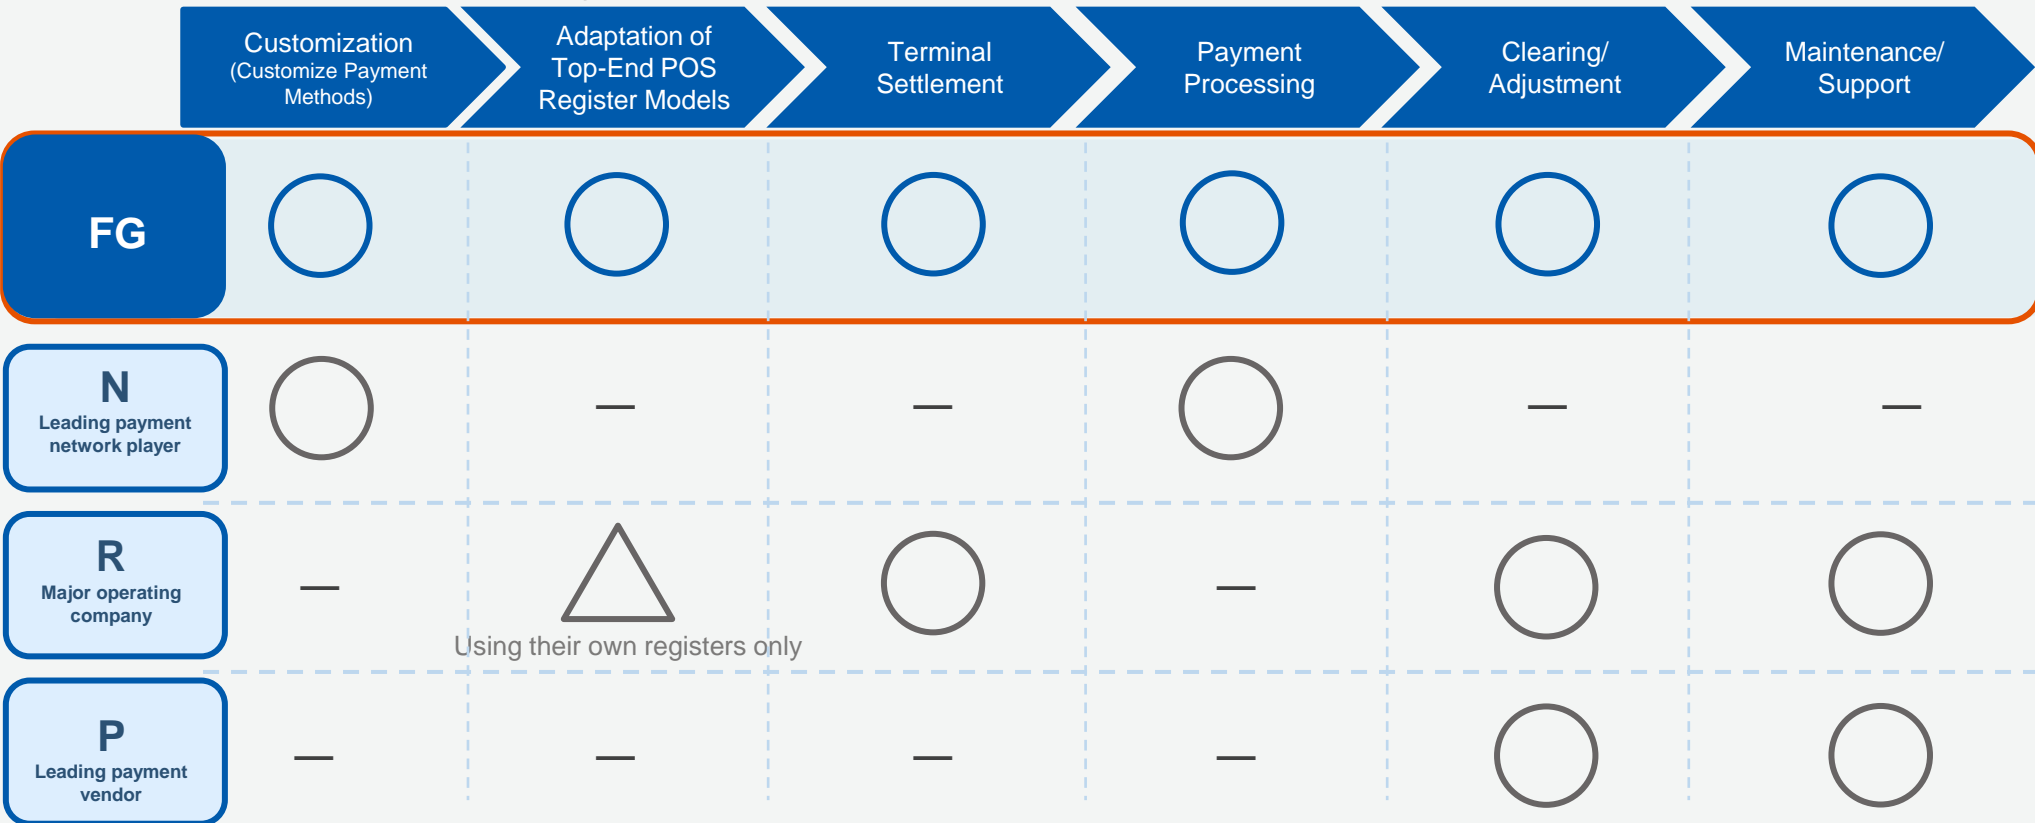 Customization
(Customize Payment
Methods)
Adaptation of
Top-End POS
Register Models
Terminal
Settlement
Payment
Processing
Clearing/
Adjustment
Maintenance/
Support
FG
N
Leading payment
network player
— — — —
R
Major operating
company
— —
Using their own registers only
P
Leading payment
vendor
— — — —